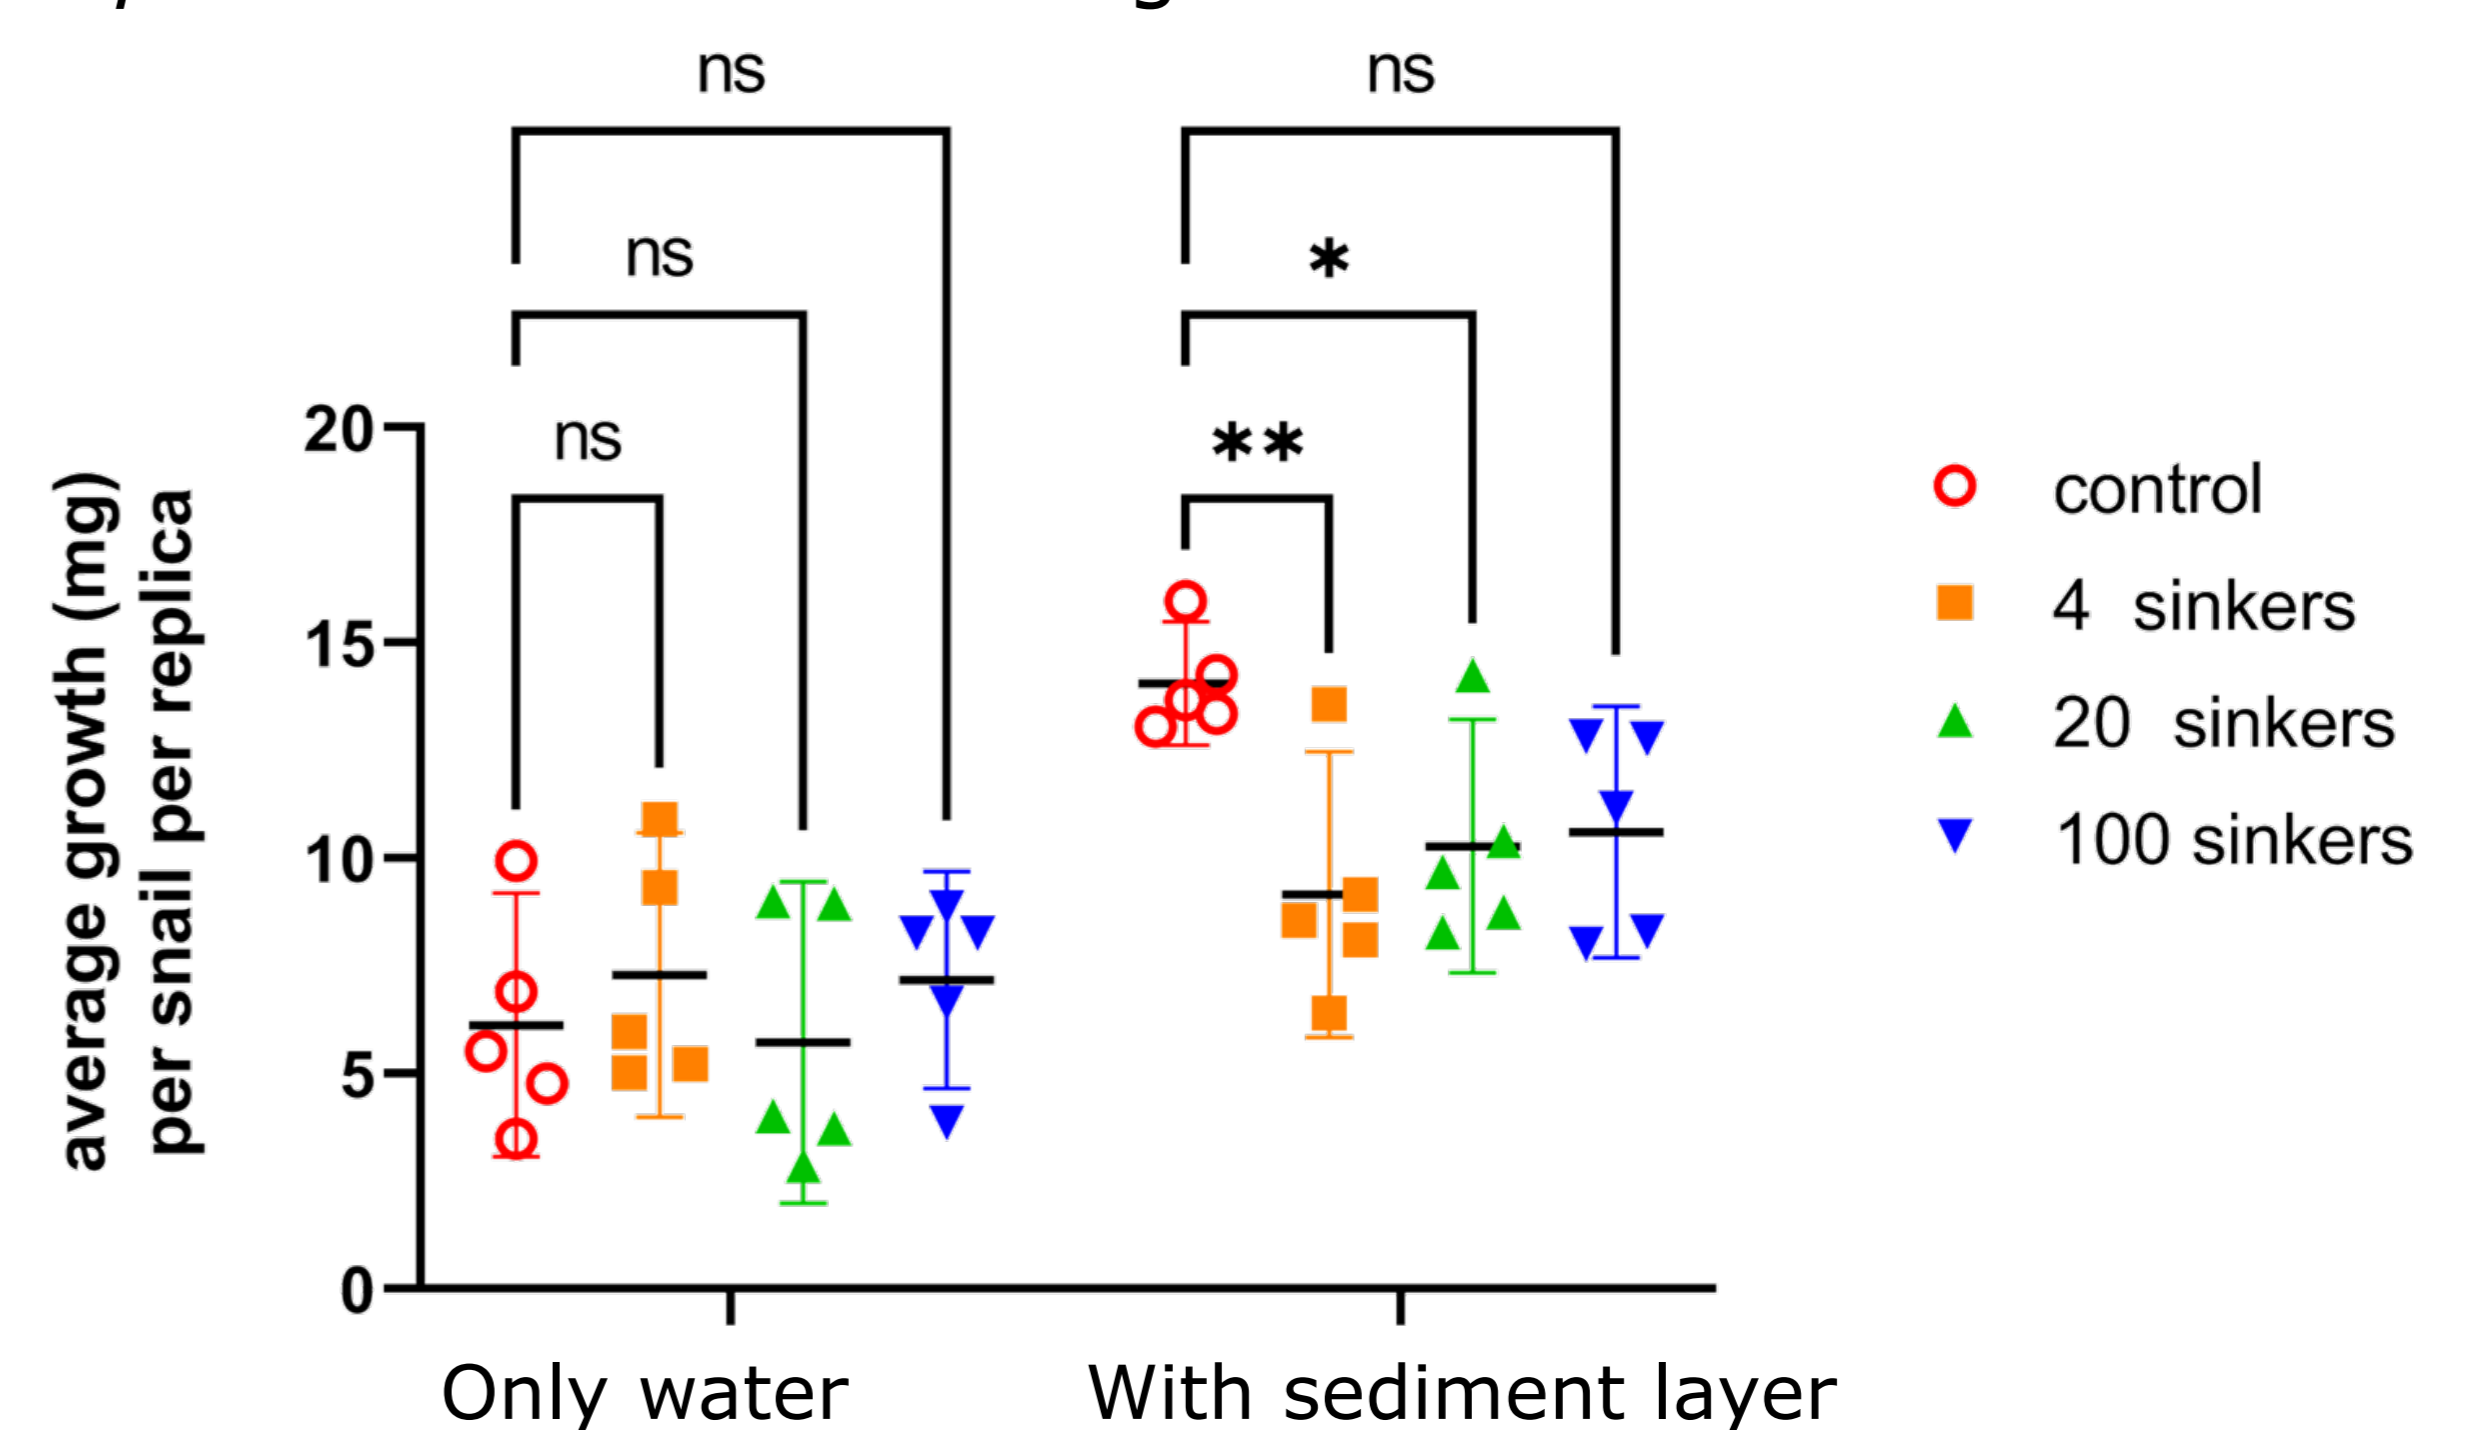 ns
ns
ns
*
ns
**
20
15
10
5
0
average growth (mg)
per snail per replica
control
4 sinkers
20 sinkers
100 sinkers
Only water
With sediment layer